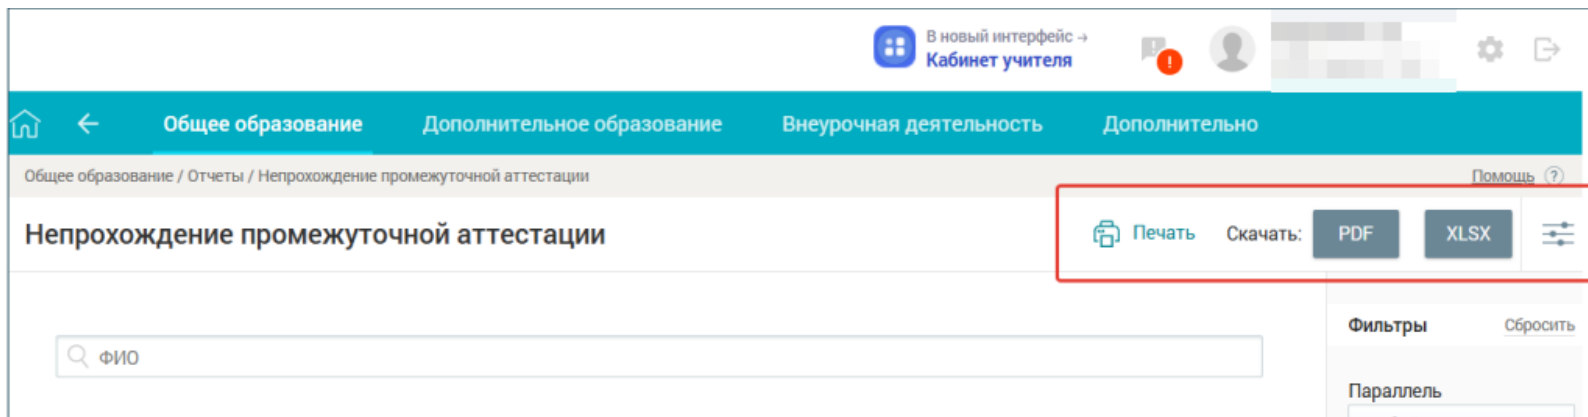 В новый интерфейс →
Кабинет учителя
Общее образование Дополнительное образование Внеурочная деятельность Дополнительно
Общее образование / Отчеты / Непрохождение промежуточной аттестации Помощь ?
Непрохождение промежуточной аттестации Печать Скачать: PDF XLSX
Фильтры Сбросить
ФИО
Параллель